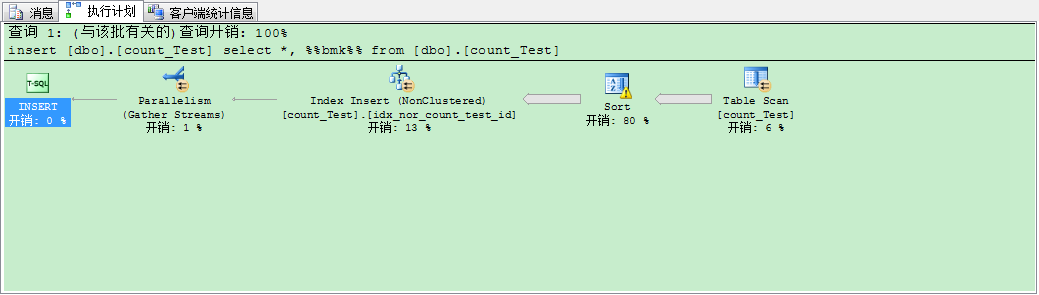 消息 执行计划 客户端统计信息
查询 1: (与该批有关的)查询开销: 100%
insert [dbo].[count_Test] select *, %%bmk%% from [dbo].[count_Test]
T-SQL
INSERT
开销: 0 %
Parallelism
(Gather Streams)
开销: 1 %
Index Insert (NonClustered)
[count_Test].[idx_nor_count_test_id]
开销: 13 %
A
Z
Sort
开销: 80 %
Table Scan
[count_Test]
开销: 6 %